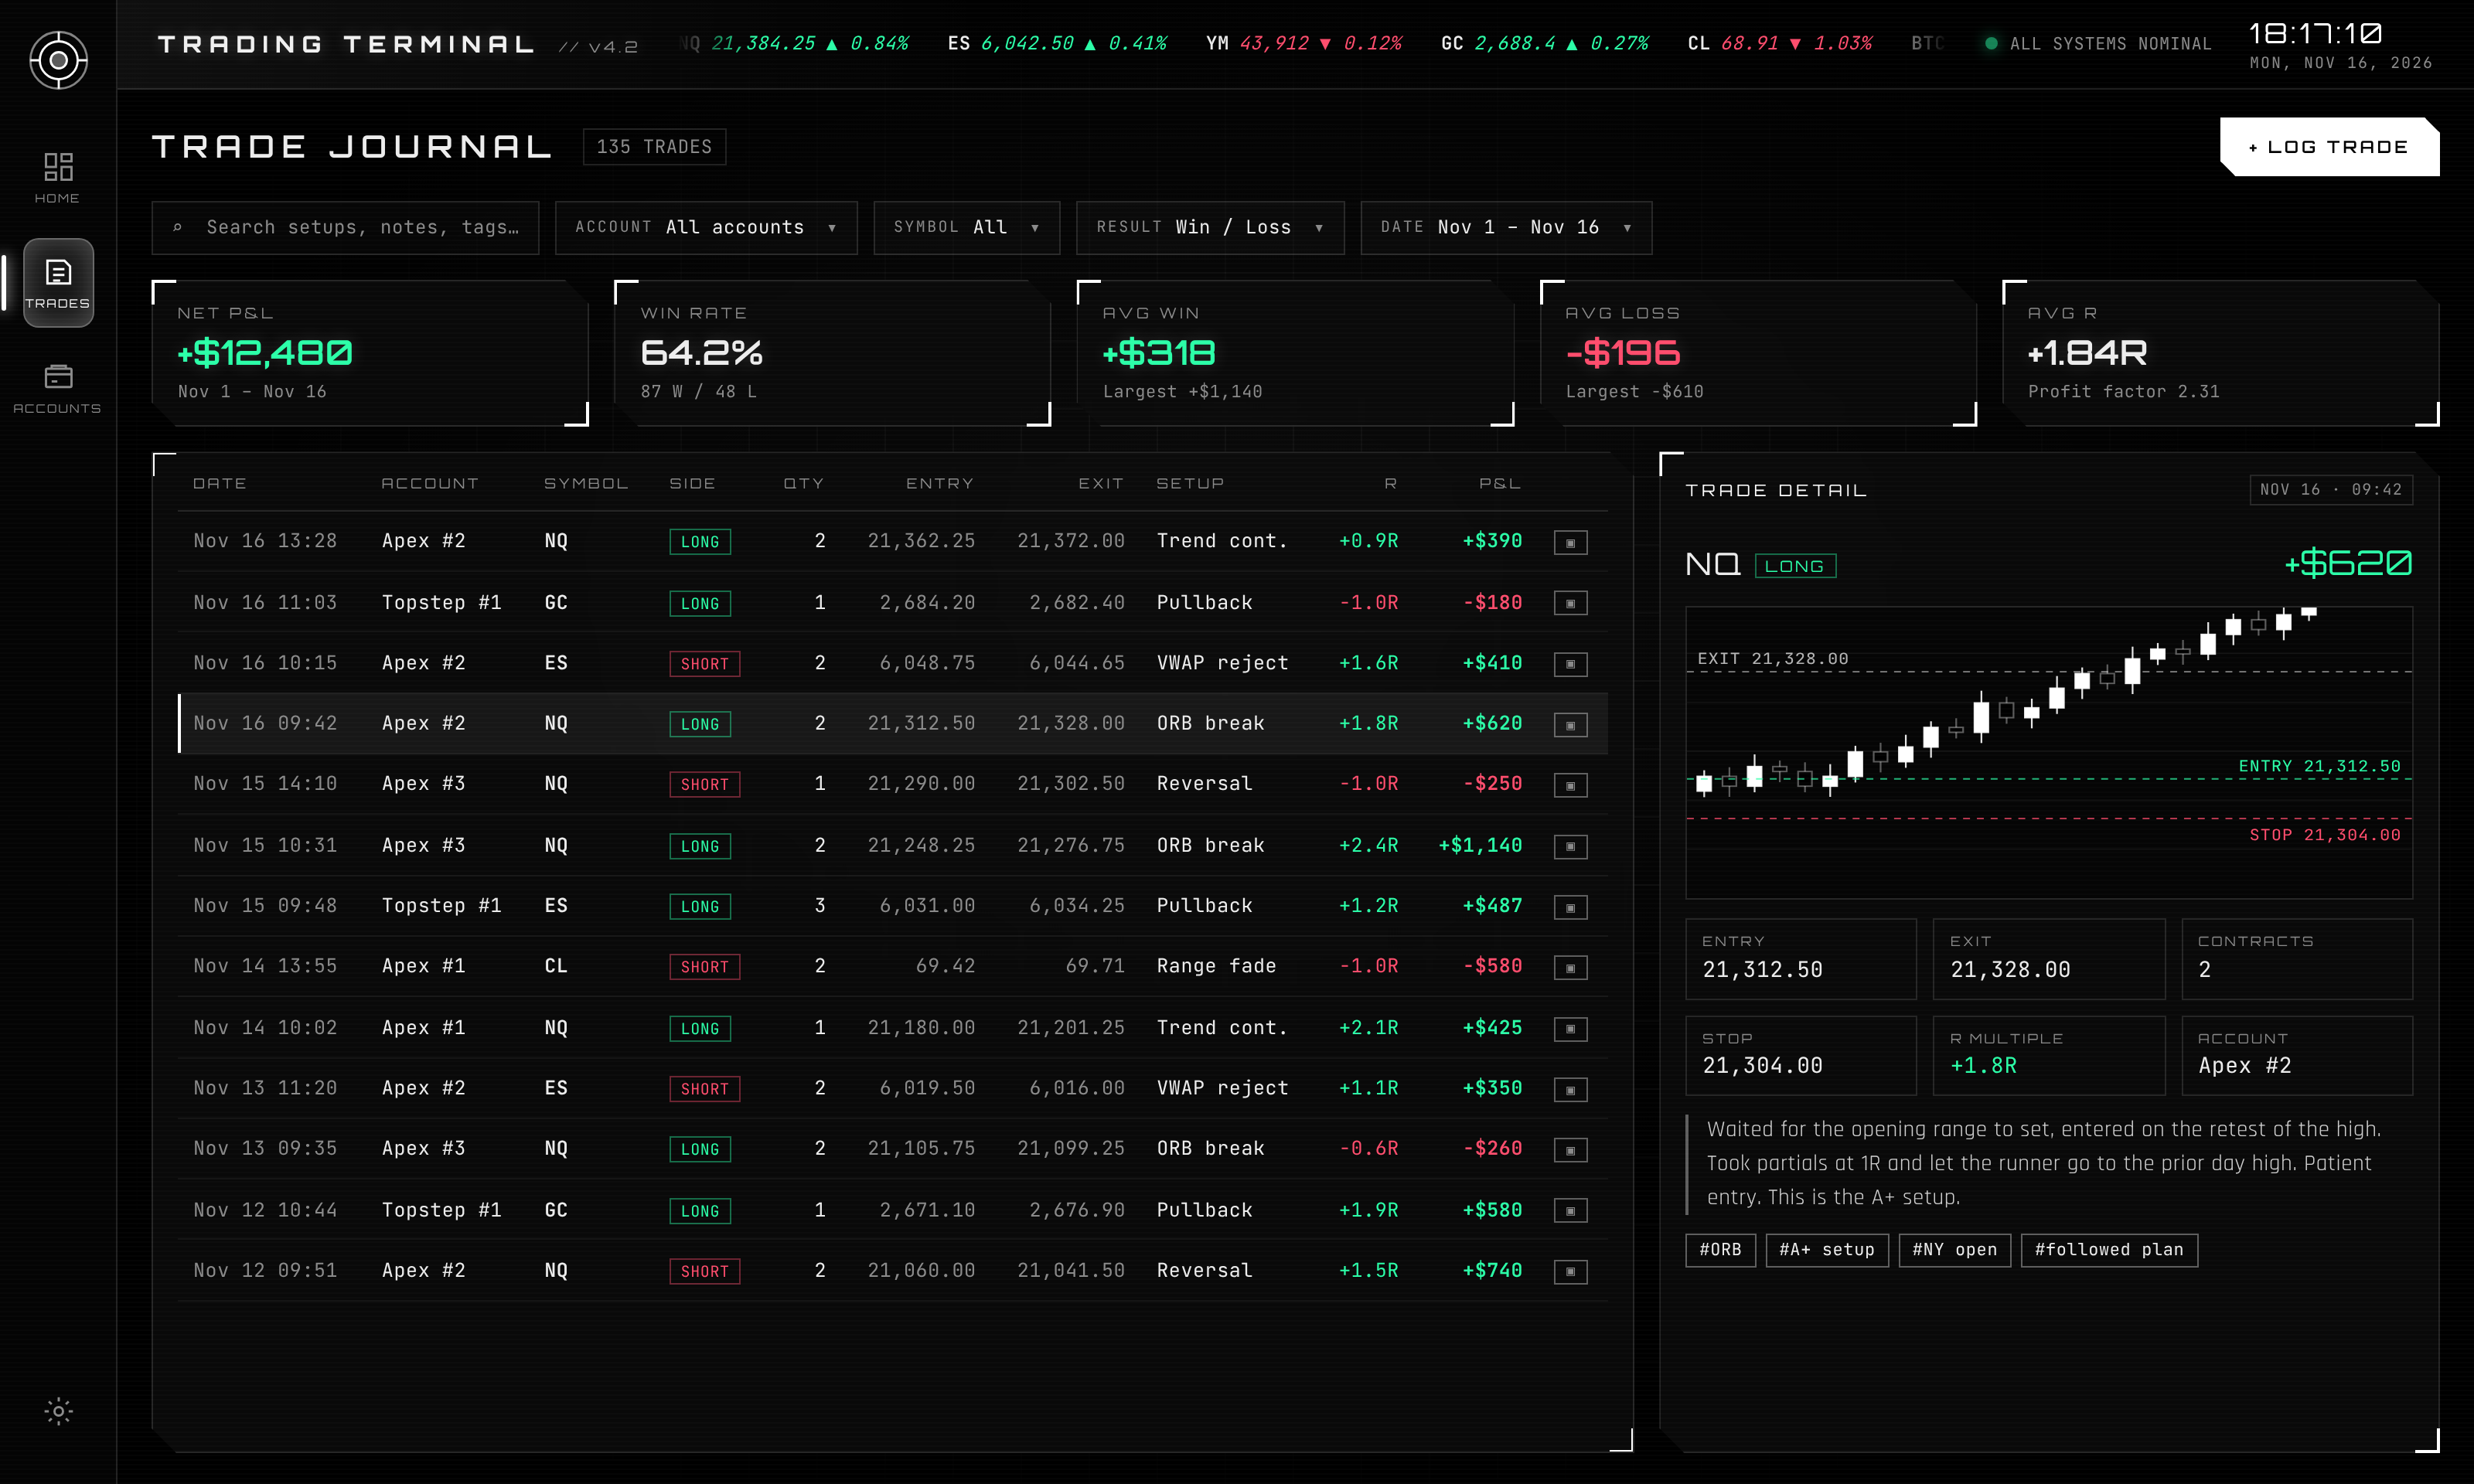 TRADING TERMINAL // v4.2 NQ 21,384.25 ▲ 0.84% ES 6,042.50 ▲ 0.41% YM 43,912 ▼ 0.12% GC 2,688.4 ▲ 0.27% CL 68.91 ▼ 1.03% BTC ALL SYSTEMS NOMINAL 18:17:10
MON, NOV 16, 2026
HOME
TRADES
ACCOUNTS
TRADE JOURNAL 135 TRADES + LOG TRADE
Search setups, notes, tags… ACCOUNT All accounts ▾ SYMBOL All ▾ RESULT Win / Loss ▾ DATE Nov 1 – Nov 16 ▾
NET P&L
+$12,480
Nov 1 – Nov 16
WIN RATE
64.2%
87 W / 48 L
AVG WIN
+$318
Largest +$1,140
AVG LOSS
-$196
Largest -$610
AVG R
+1.84R
Profit factor 2.31
DATE ACCOUNT SYMBOL SIDE QTY ENTRY EXIT SETUP R P&L
Nov 16 13:28 Apex #2 NQ LONG 2 21,362.25 21,372.00 Trend cont. +0.9R +$390
Nov 16 11:03 Topstep #1 GC LONG 1 2,684.20 2,682.40 Pullback -1.0R -$180
Nov 16 10:15 Apex #2 ES SHORT 2 6,048.75 6,044.65 VWAP reject +1.6R +$410
Nov 16 09:42 Apex #2 NQ LONG 2 21,312.50 21,328.00 ORB break +1.8R +$620
Nov 15 14:10 Apex #3 NQ SHORT 1 21,290.00 21,302.50 Reversal -1.0R -$250
Nov 15 10:31 Apex #3 NQ LONG 2 21,248.25 21,276.75 ORB break +2.4R +$1,140
Nov 15 09:48 Topstep #1 ES LONG 3 6,031.00 6,034.25 Pullback +1.2R +$487
Nov 14 13:55 Apex #1 CL SHORT 2 69.42 69.71 Range fade -1.0R -$580
Nov 14 10:02 Apex #1 NQ LONG 1 21,180.00 21,201.25 Trend cont. +2.1R +$425
Nov 13 11:20 Apex #2 ES SHORT 2 6,019.50 6,016.00 VWAP reject +1.1R +$350
Nov 13 09:35 Apex #3 NQ LONG 2 21,105.75 21,099.25 ORB break -0.6R -$260
Nov 12 10:44 Topstep #1 GC LONG 1 2,671.10 2,676.90 Pullback +1.9R +$580
Nov 12 09:51 Apex #2 NQ SHORT 2 21,060.00 21,041.50 Reversal +1.5R +$740
TRADE DETAIL NOV 16 · 09:42
NQ LONG +$620
EXIT 21,328.00
ENTRY 21,312.50
STOP 21,304.00
ENTRY
21,312.50
EXIT
21,328.00
CONTRACTS
2
STOP
21,304.00
R MULTIPLE
+1.8R
ACCOUNT
Apex #2
Waited for the opening range to set, entered on the retest of the high.
Took partials at 1R and let the runner go to the prior day high. Patient
entry. This is the A+ setup.
#ORB #A+ setup #NY open #followed plan